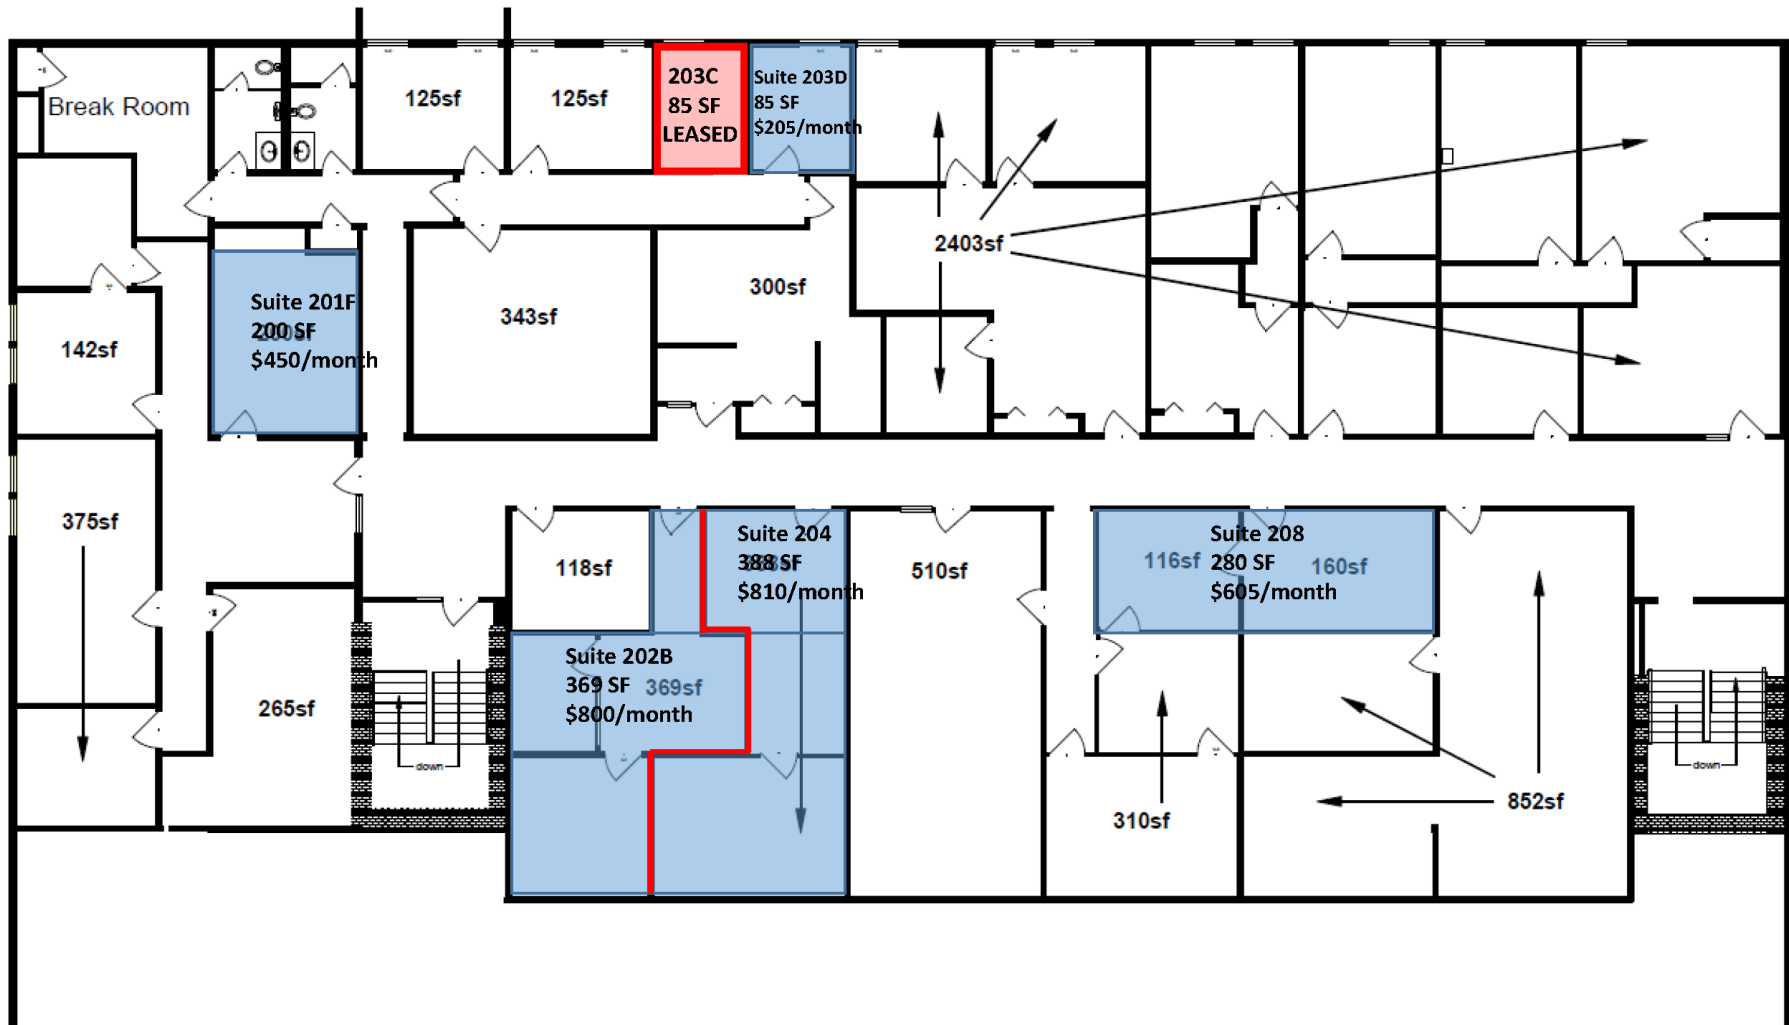 Break Room
125sf
125sf
203C
85 SF
LEASED
Suite 203D
85 SF
$205/month
2403sf
Suite 201F
200 SF
$450/month
142sf
343sf
300sf
375sf
118sf
Suite 204
388 SF
$810/month
510sf
116sf
Suite 208
280 SF
$605/month
160sf
265sf
Suite 202B
369 SF
$800/month
369sf
down
down
310sf
852sf